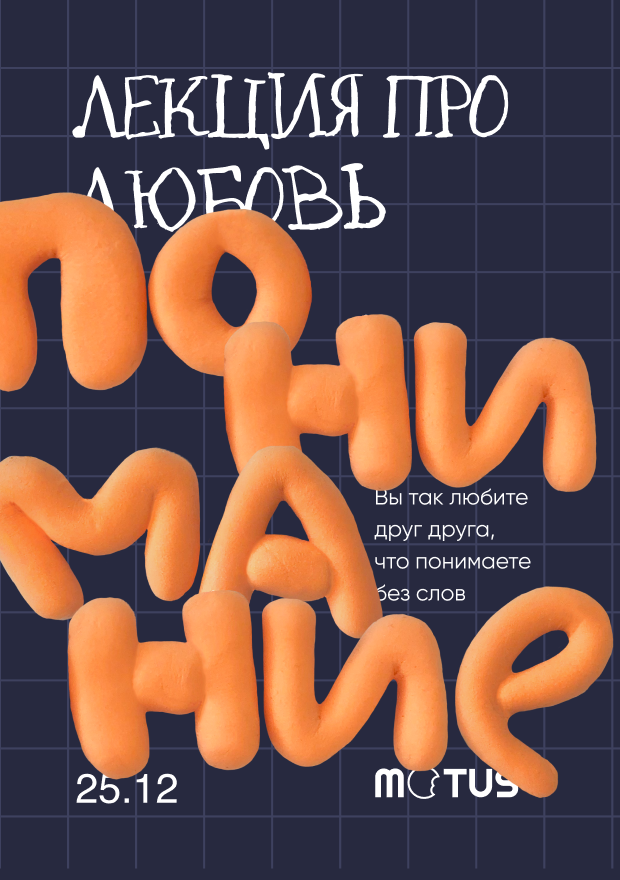 ЛЕКЦИЯ ПРО
ЛЮБОВЬ
ПО
НИ
МА
НИЕ
Вы так любите
друг друга,
что понимаете
без слов
25.12
MOTUS